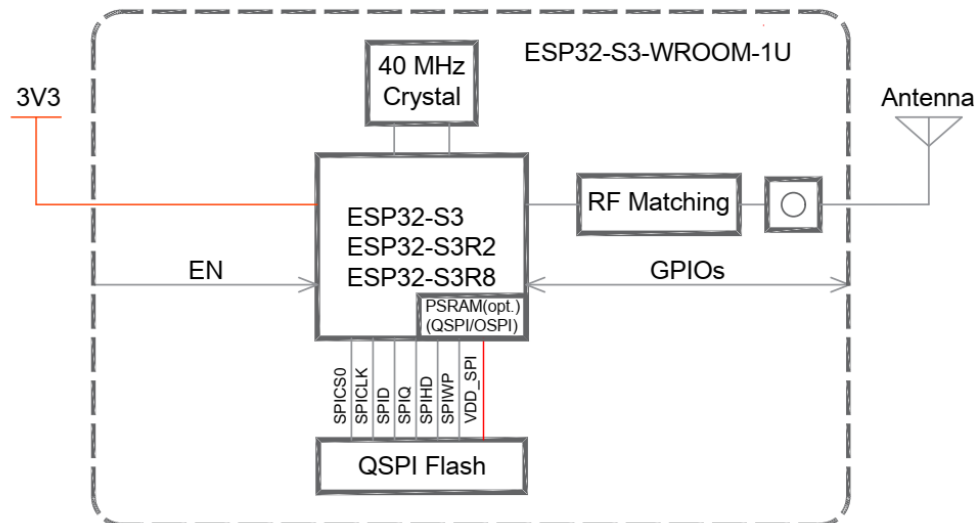 ESP32-S3-WROOM-1U
40 MHz
Crystal
3V3
Antenna
RF Matching
ESP32-S3
ESP32-S3R2
ESP32-S3R8
EN
GPIOs
PSRAM(opt.)
(QSPI/OSPI)
SPICS0
SPICLK
SPID
SPIQ
SPIHD
SPIWP
VDD_SPI
QSPI Flash